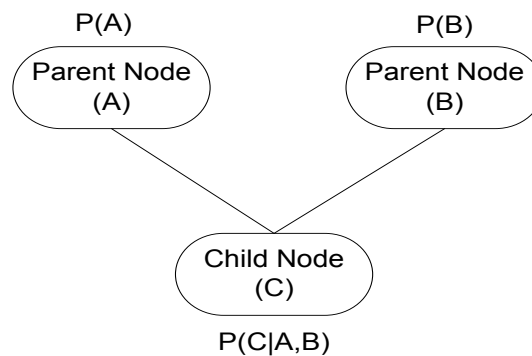 P(A)
Parent Node
(A)
P(B)
Parent Node
(B)
Child Node
(C)
P(C|A,B)